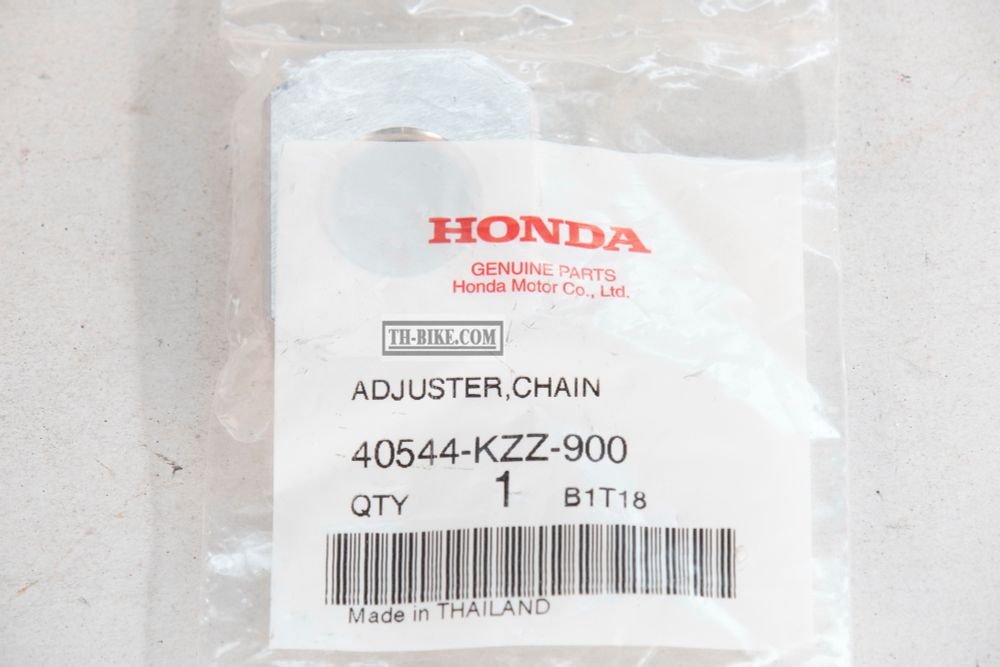 HONDA
GENUINE PARTS
Honda Motor Co., Ltd.
TH-BIKE.COM
ADJUSTER,CHAIN
40544-KZZ-900
QTY 1 B1T18
Made in THAILAND